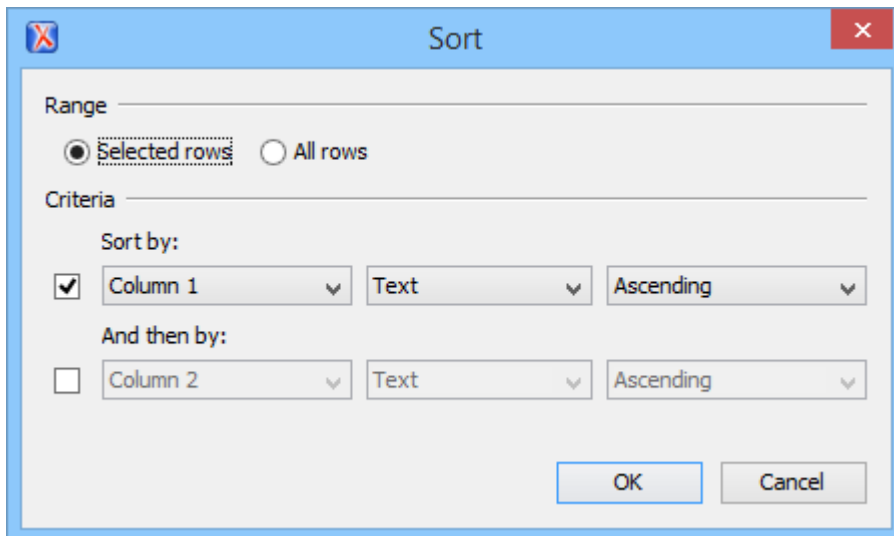 Sort
Range
Selected rows All rows
Criteria
Sort by:
Column 1 Text Ascending
And then by:
Column 2 Text Ascending
OK Cancel